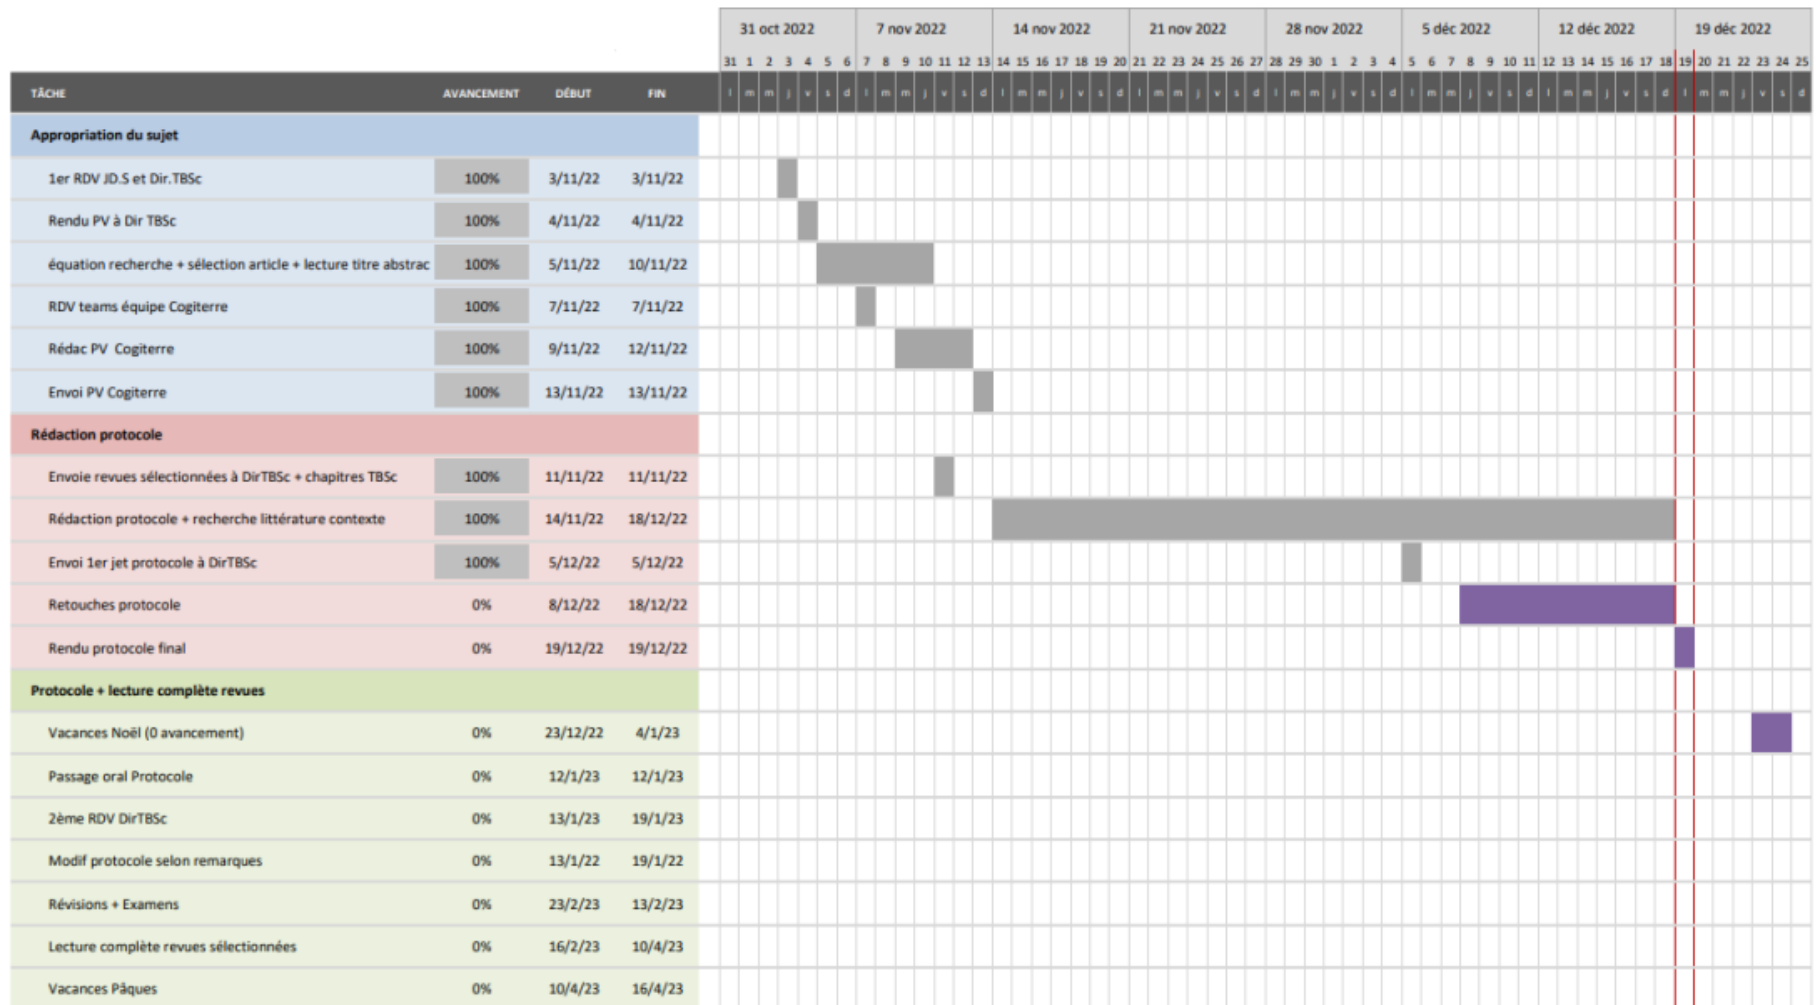 31 oct 2022 7 nov 2022 14 nov 2022 21 nov 2022 28 nov 2022 5 déc 2022 12 déc 2022 19 déc 2022
31 1 2 3 4 5 6 7 8 9 10 11 12 13 14 15 16 17 18 19 20 21 22 23 24 25 26 27 28 29 30 1 2 3 4 5 6 7 8 9 10 11 12 13 14 15 16 17 18 19 20 21 22 23 24 25
TÂCHE AVANCEMENT DÉBUT FIN l m m j v s d l m m j v s d l m m j v s d l m m j v s d l m m j v s d l m m j v s d l m m j v s d l m m j v s d
Appropriation du sujet
1er RDV JD.S et Dir.TBSc 100% 3/11/22 3/11/22
Rendu PV à Dir TBSc 100% 4/11/22 4/11/22
équation recherche + sélection article + lecture titre abstrac 100% 5/11/22 10/11/22
RDV teams équipe Cogiterre 100% 7/11/22 7/11/22
Rédac PV Cogiterre 100% 9/11/22 12/11/22
Envoi PV Cogiterre 100% 13/11/22 13/11/22
Rédaction protocole
Envoie revues sélectionnées à DirTBSc + chapitres TBSc 100% 11/11/22 11/11/22
Rédaction protocole + recherche littérature contexte 100% 14/11/22 18/12/22
Envoi 1er jet protocole à DirTBSc 100% 5/12/22 5/12/22
Retouches protocole 0% 8/12/22 18/12/22
Rendu protocole final 0% 19/12/22 19/12/22
Protocole + lecture complète revues
Vacances Noël (0 avancement) 0% 23/12/22 4/1/23
Passage oral Protocole 0% 12/1/23 12/1/23
2ème RDV DirTBSc 0% 13/1/23 19/1/23
Modif protocole selon remarques 0% 13/1/22 19/1/22
Révisions + Examens 0% 23/2/23 13/2/23
Lecture complète revues sélectionnées 0% 16/2/23 10/4/23
Vacances Pâques 0% 10/4/23 16/4/23